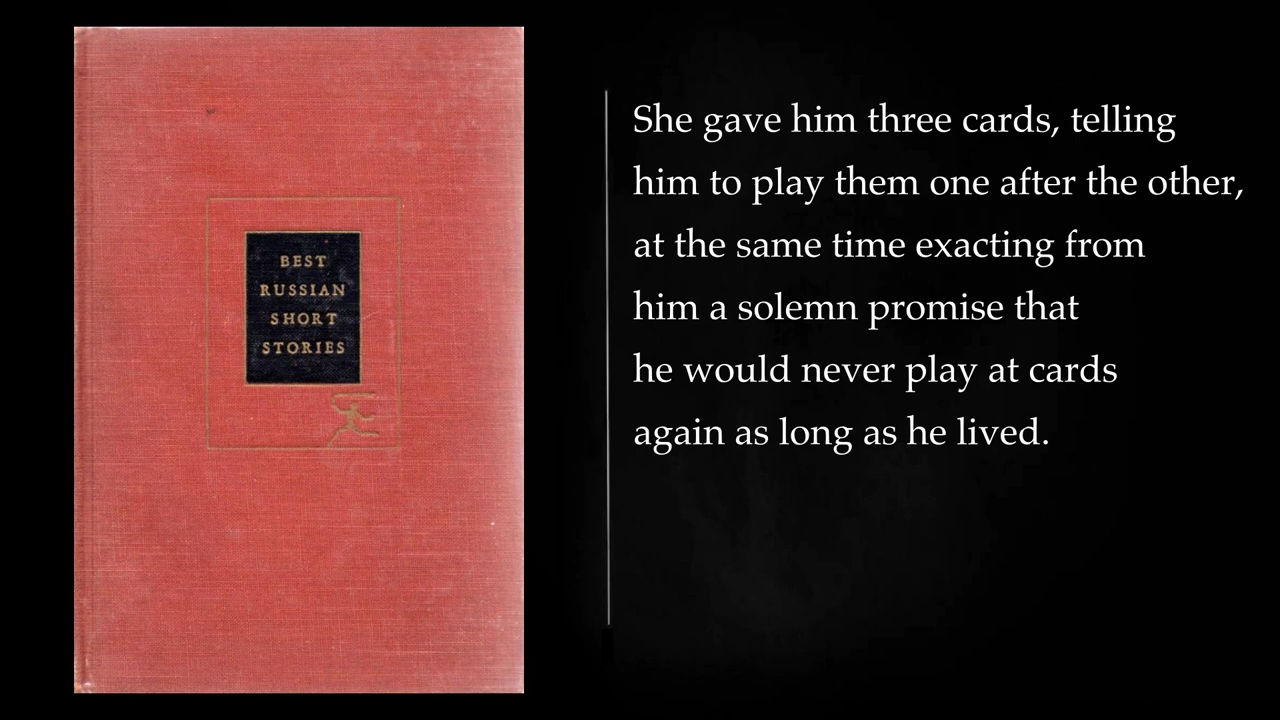 BEST
RUSSIAN
SHORT
STORIES
She gave him three cards, telling
him to play them one after the other,
at the same time exacting from
him a solemn promise that
he would never play at cards
again as long as he lived.